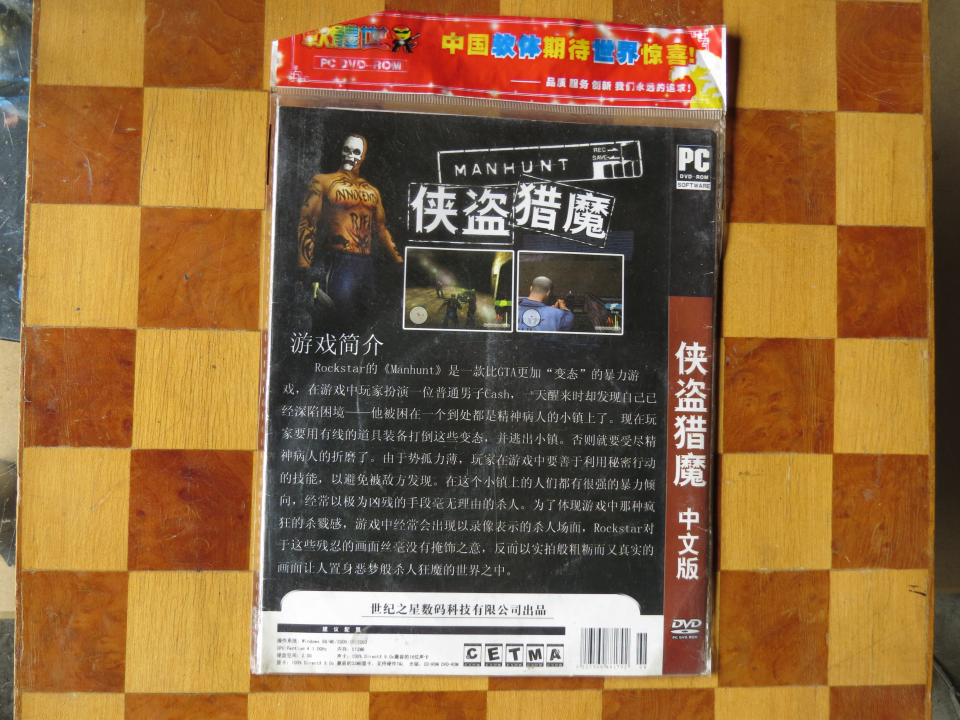 PC DVD-ROM
中国软体期待世界惊喜!
品质 服务 创新 我们永远的追求!
MANHUNT
REC
SAVE
侠盗猎魔
PC
DVD-ROM
SOFTWARE
INNOCENT
游戏简介
Rockstar的《Manhunt》是一款比GTA更加“变态”的暴力游
戏，在游戏中玩家扮演一位普通男子Cash，一天醒来时却发现自己已
经深陷困境——他被困在一个到处都是精神病人的小镇上了。现在玩
家要用有线的道具装备打倒这些变态，并逃出小镇。否则就要受尽精
神病人的折磨了。由于势孤力薄，玩家在游戏中要善于利用秘密行动
的技能，以避免被敌方发现。在这个小镇上的人们都有很强的暴力倾
向，经常以极为凶残的手段毫无理由的杀人。为了体现游戏中那种疯
狂的杀戮感，游戏中经常会出现以录像表示的杀人场面，Rockstar对
于这些残忍的画面丝毫没有掩饰之意，反而以实拍般粗粝而又真实的
画面让人置身恶梦般杀人狂魔的世界之中。
侠盗猎魔
中文版
世纪之星数码科技有限公司出品
建议配置
CETMA
DVD
PC DVD ROM